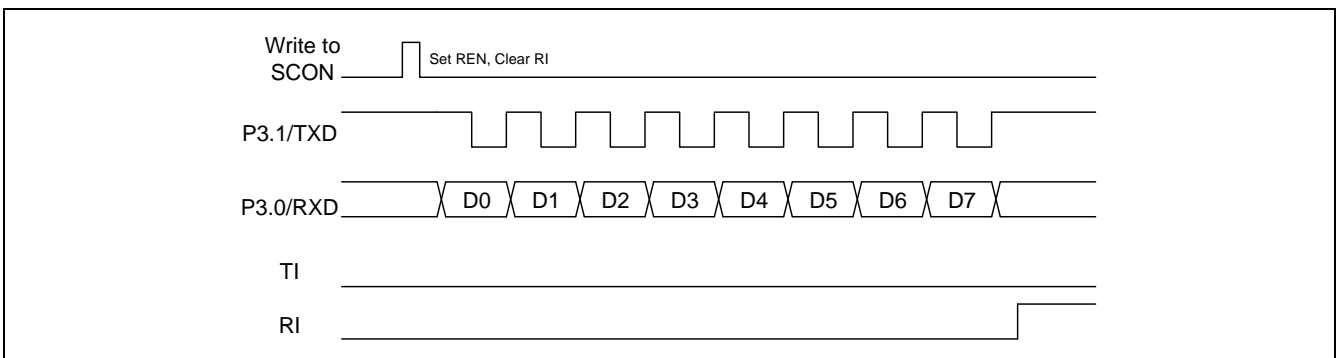 Write to
SCON
Set REN, Clear RI
P3.1/TXD
P3.0/RXD
D0 D1 D2 D3 D4 D5 D6 D7
TI
RI